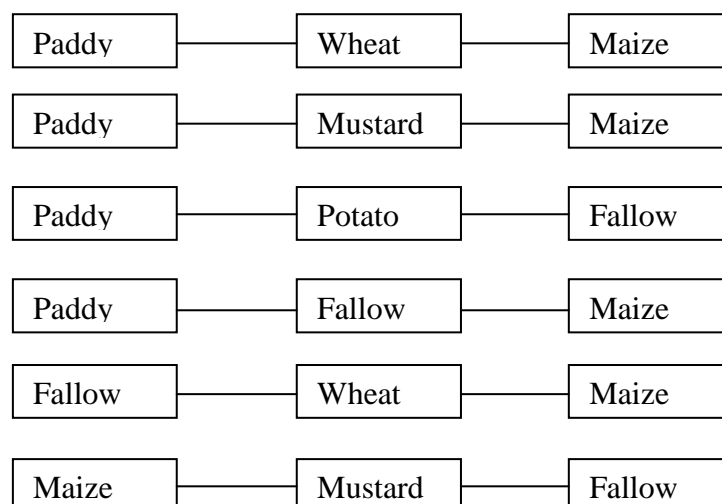 Paddy Wheat Maize
Paddy Mustard Maize
Paddy Potato Fallow
Paddy Fallow Maize
Fallow Wheat Maize
Maize Mustard Fallow